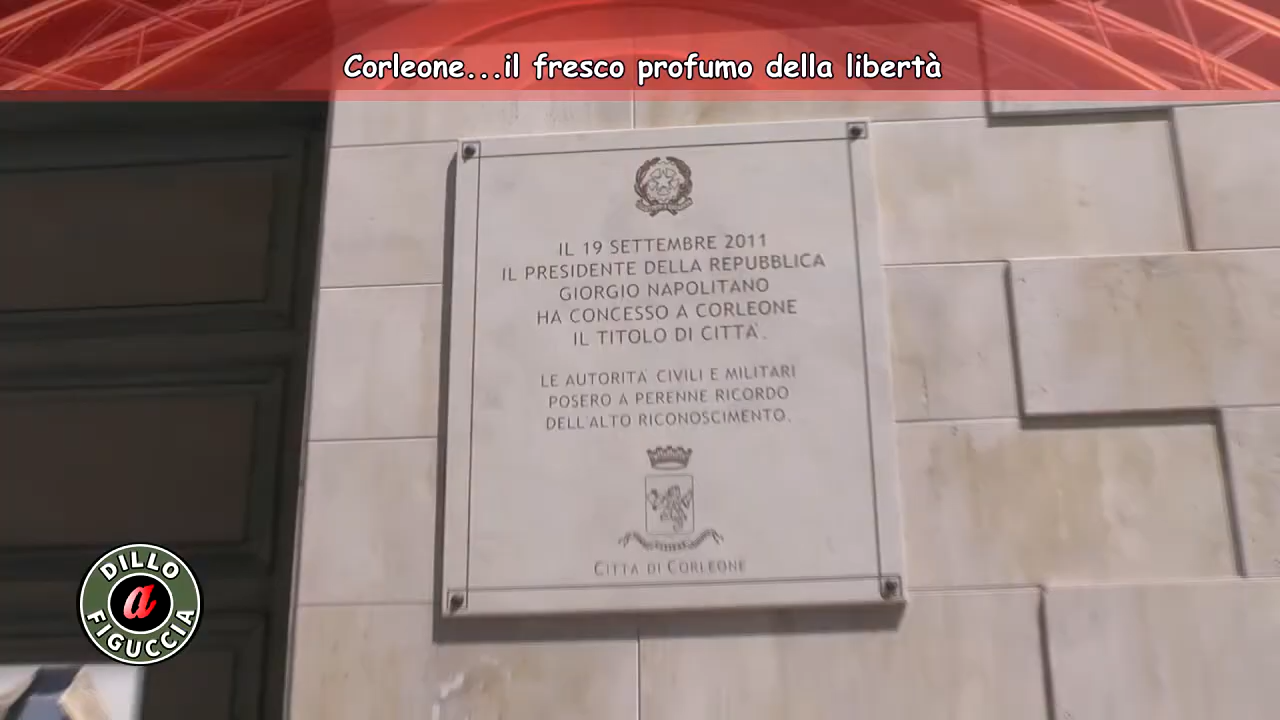 Corleone...il fresco profumo della libertà
IL 19 SETTEMBRE 2011
IL PRESIDENTE DELLA REPUBBLICA
GIORGIO NAPOLITANO
HA CONCESSO A CORLEONE
IL TITOLO DI CITTA'.
LE AUTORITA' CIVILI E MILITARI
POSERO A PERENNE RICORDO
DELL'ALTO RICONOSCIMENTO.
CITTÀ DI CORLEONE
DILLO
a
FIGUCCIA